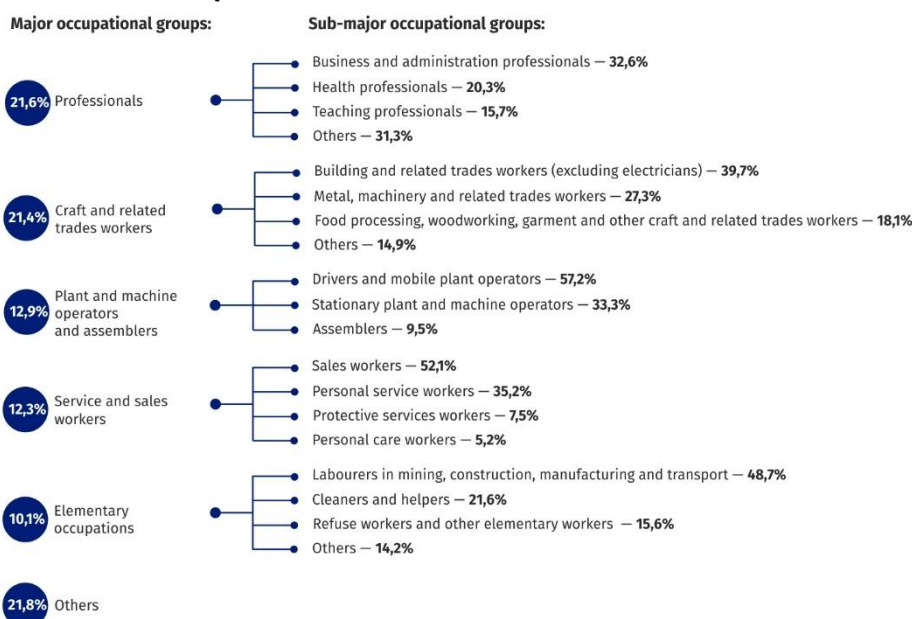 Major occupational groups:
Sub-major occupational groups:
21,6% Professionals
Business and administration professionals — 32,6%
Health professionals — 20,3%
Teaching professionals — 15,7%
Others — 31,3%
21,4% Craft and related
trades workers
Building and related trades workers (excluding electricians) — 39,7%
Metal, machinery and related trades workers — 27,3%
Food processing, woodworking, garment and other craft and related trades workers — 18,1%
Others — 14,9%
Plant and machine
12,9% operators
and assemblers
Drivers and mobile plant operators — 57,2%
Stationary plant and machine operators — 33,3%
Assemblers — 9,5%
12,3% Service and sales
workers
Sales workers — 52,1%
Personal service workers — 35,2%
Protective services workers — 7,5%
Personal care workers — 5,2%
10,1% Elementary
occupations
Labourers in mining, construction, manufacturing and transport — 48,7%
Cleaners and helpers — 21,6%
Refuse workers and other elementary workers — 15,6%
Others — 14,2%
21,8% Others